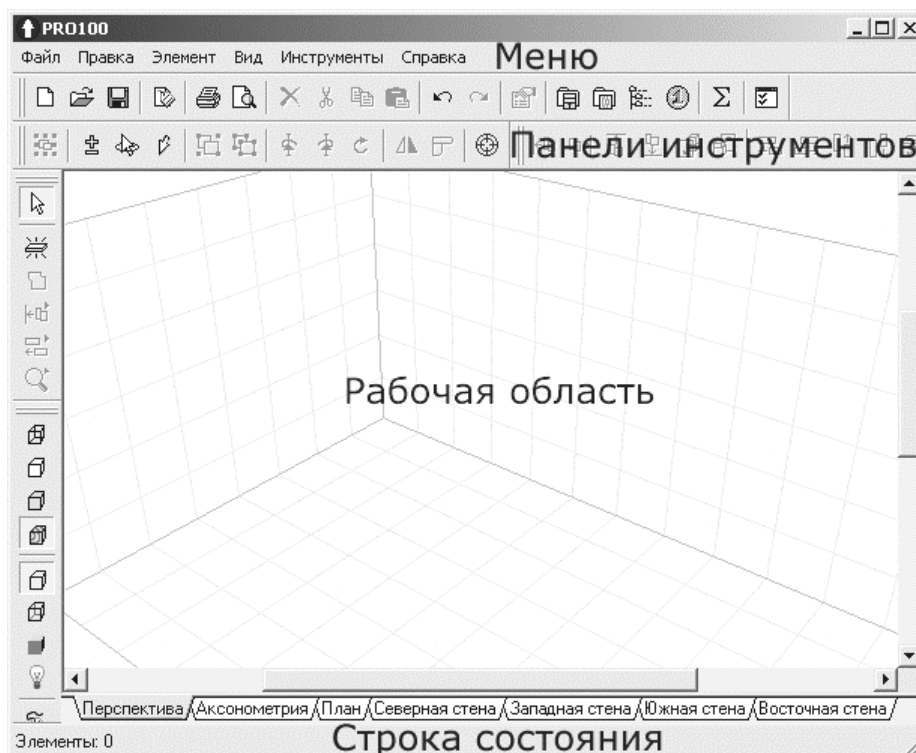 PRO100
Файл Правка Элемент Вид Инструменты Справка Меню
Панели инструментов
Рабочая область
Перспектива Аксонометрия План Северная стена Западная стена Южная стена Восточная стена
Элементы: 0 Строка состояния